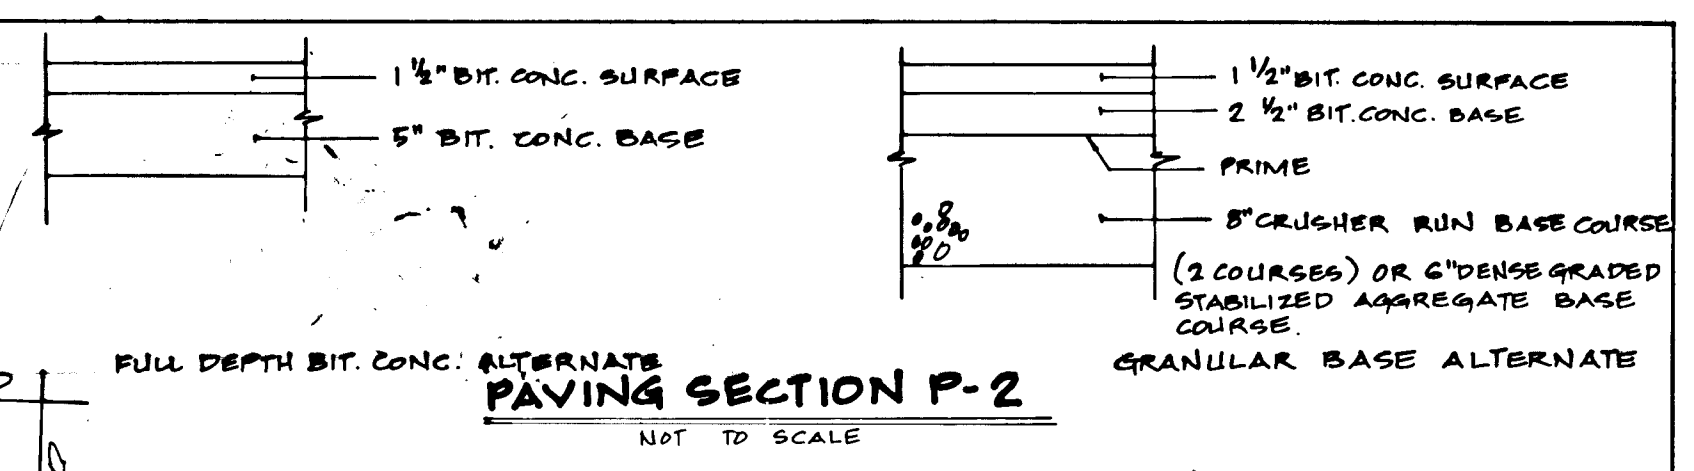 1 1/2" BIT. CONC. SURFACE
5" BIT. CONC. BASE
FULL DEPTH BIT. CONC. ALTERNATE
1 1/2" BIT. CONC. SURFACE
2 1/2" BIT. CONC. BASE
PRIME
8" CRUSHER RUN BASE COURSE
(2 COURSES) OR 6" DENSE GRADED
STABILIZED AGGREGATE BASE
COURSE.
GRANULAR BASE ALTERNATE
PAVING SECTION P-2
NOT TO SCALE